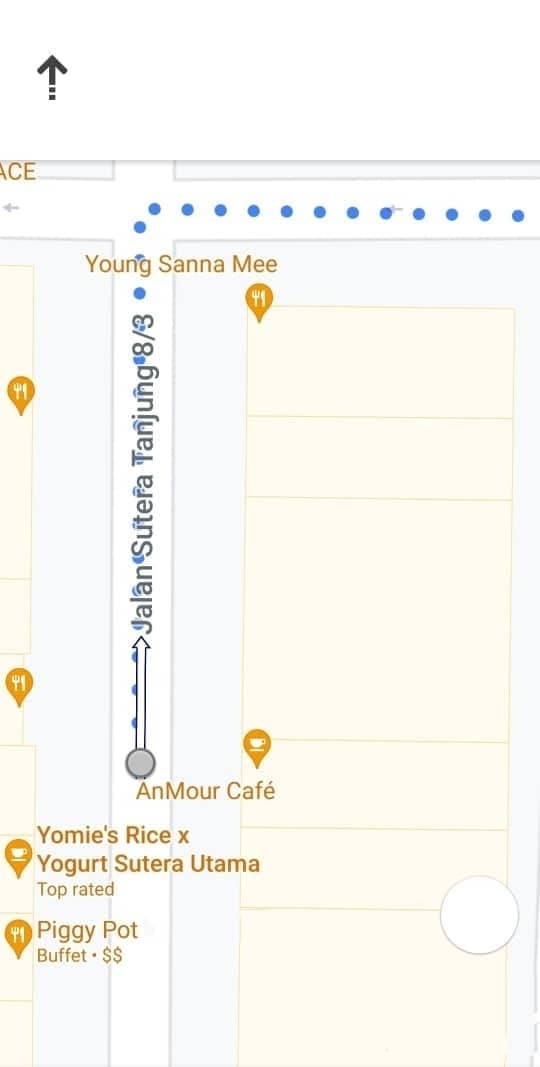 ACE
Young Sanna Mee
Jalan Sutera Tanjung 8/3
AnMour Café
Yomie's Rice x
Yogurt Sutera Utama
Top rated
Piggy Pot
Buffet • $$